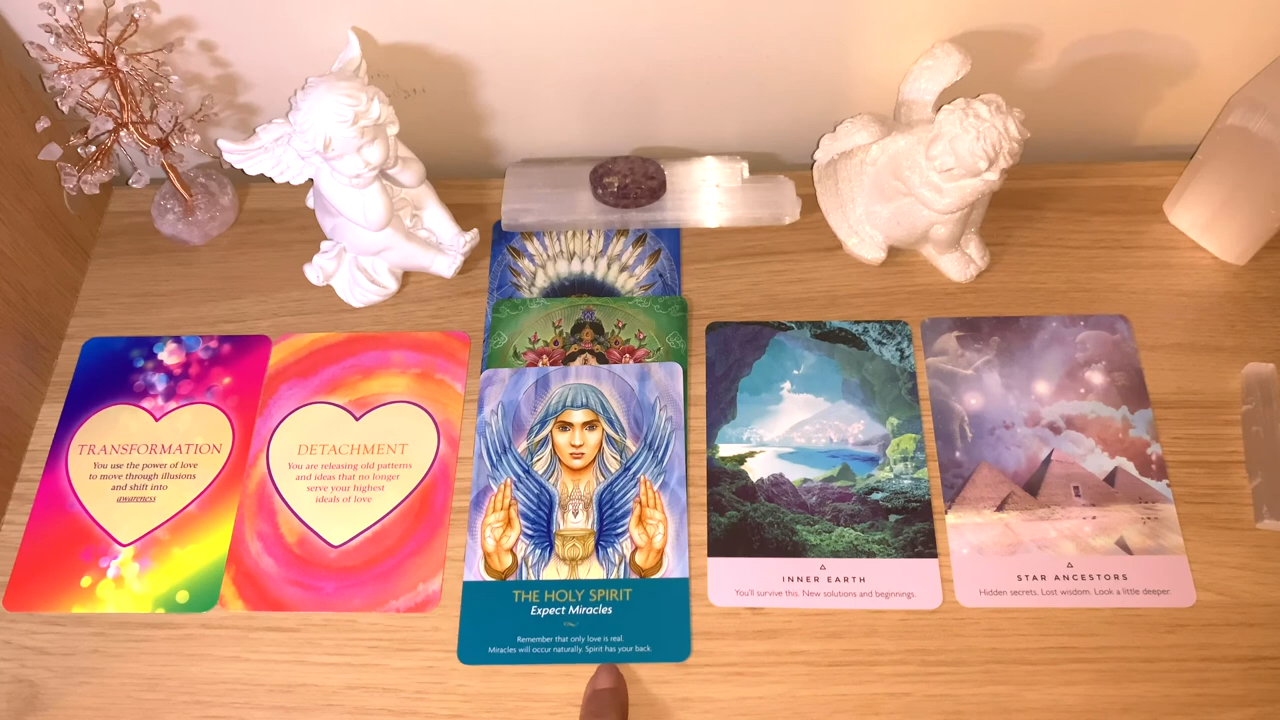 TRANSFORMATION
You use the power of love
to move through illusions
and shift into
awareness
DETACHMENT
You are releasing old patterns
and ideas that no longer
serve your highest
ideals of love
THE HOLY SPIRIT
Expect Miracles
Remember that only love is real.
Miracles will occur naturally. Spirit has your back.
INNER EARTH
You'll survive this. New solutions and beginnings.
STAR ANCESTORS
Hidden secrets. Lost wisdom. Look a little deeper.